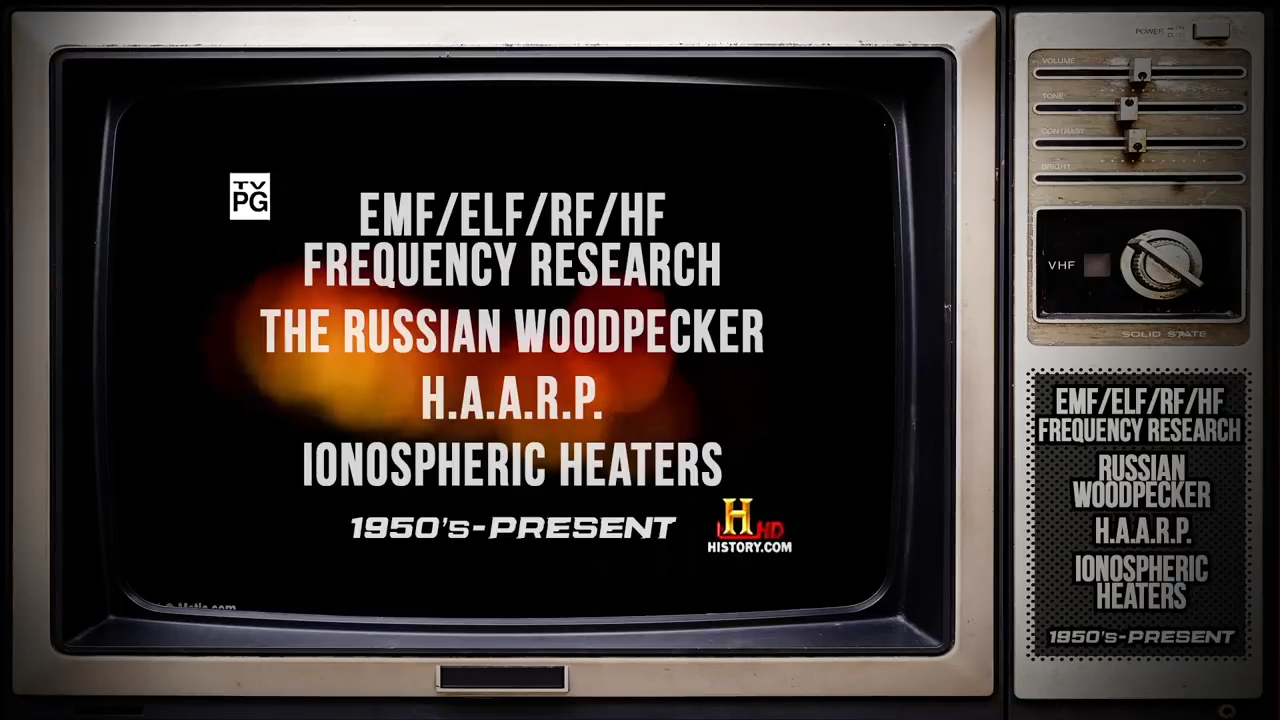 TV
PG
EMF/ELF/RF/HF
FREQUENCY RESEARCH
THE RUSSIAN WOODPECKER
H.A.A.R.P.
IONOSPHERIC HEATERS
1950's-PRESENT
H
HD
HISTORY.COM
POWER
VOLUME
TONE
CONTRAST
BRIGHT
VHF
SOLID STATE
EMF/ELF/RF/HF
FREQUENCY RESEARCH
RUSSIAN
WOODPECKER
H.A.A.R.P.
IONOSPHERIC
HEATERS
1950's-PRESENT